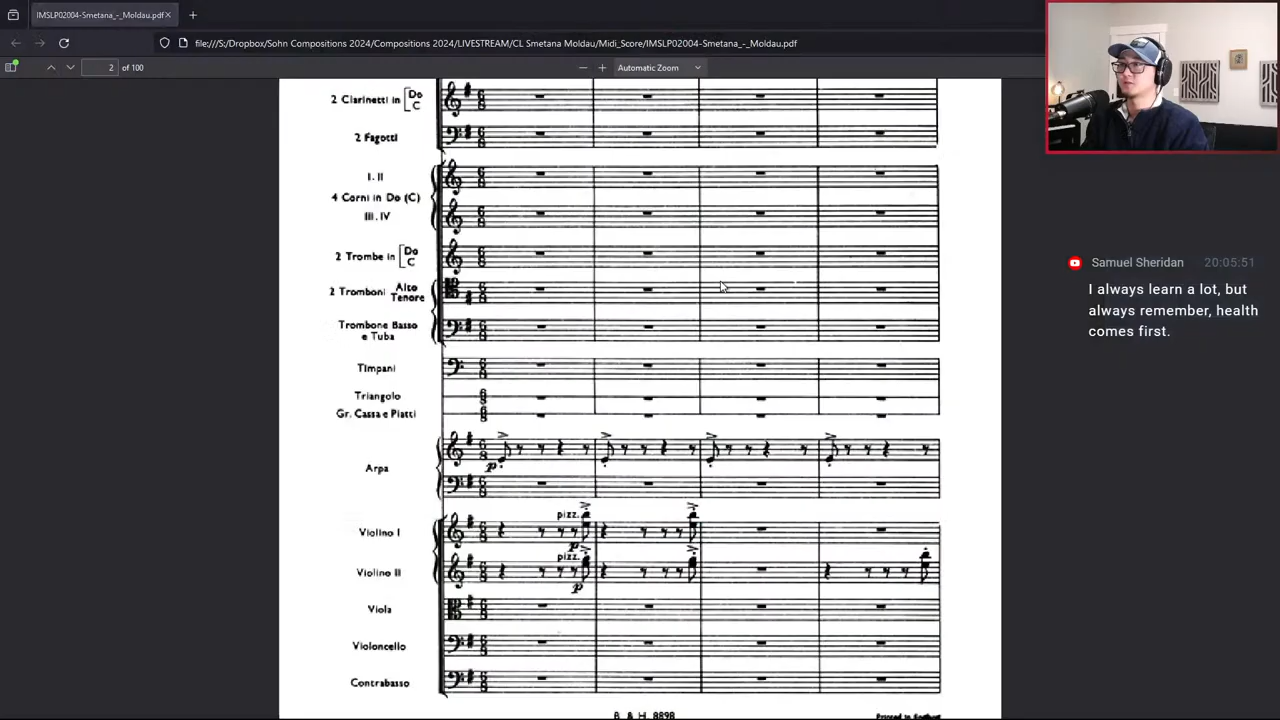 IMSLP02004-Smetana_-_Moldau.pdf
file:///S:/Dropbox/Sohn Compositions 2024/Compositions 2024/LIVESTREAM/CL Smetana Moldau/Midi_Score/IMSLP02004-Smetana_-_Moldau.pdf
2 of 100
Automatic Zoom
2 Clarinetti in [Do C
2 Fagotti
I. II
4 Corni in Do (C)
III. IV
2 Trombe in [Do C
2 Tromboni Alto Tenore
Trombone Basso e Tuba
Timpani
Triangolo
Gr. Cassa e Piatti
Arpa
p
Violino I
pizz.
p
Violino II
pizz.
p
Viola
Violoncello
Contrabasso
B. & H. 8898
Printed in England
Samuel Sheridan 20:05:51
I always learn a lot, but
always remember, health
comes first.